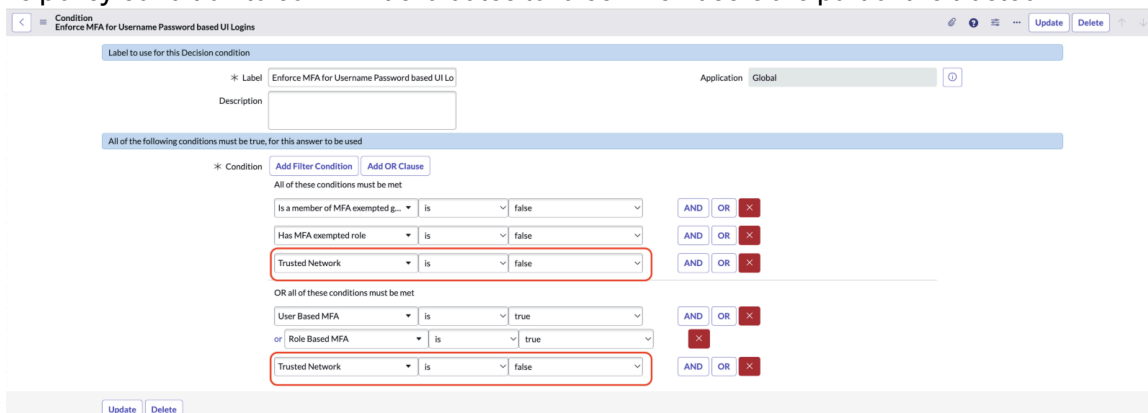 Condition
Enforce MFA for Username Password based UI Logins
Update Delete
Label to use for this Decision condition
* Label Enforce MFA for Username Password based UI Lo
Application Global
Description
All of the following conditions must be true, for this answer to be used
* Condition Add Filter Condition Add OR Clause
All of these conditions must be met
Is a member of MFA exempted g... is false AND OR
Has MFA exempted role is false AND OR
Trusted Network is false AND OR
OR all of these conditions must be met
User Based MFA is true AND OR
or Role Based MFA is true
Trusted Network is false AND OR
Update Delete